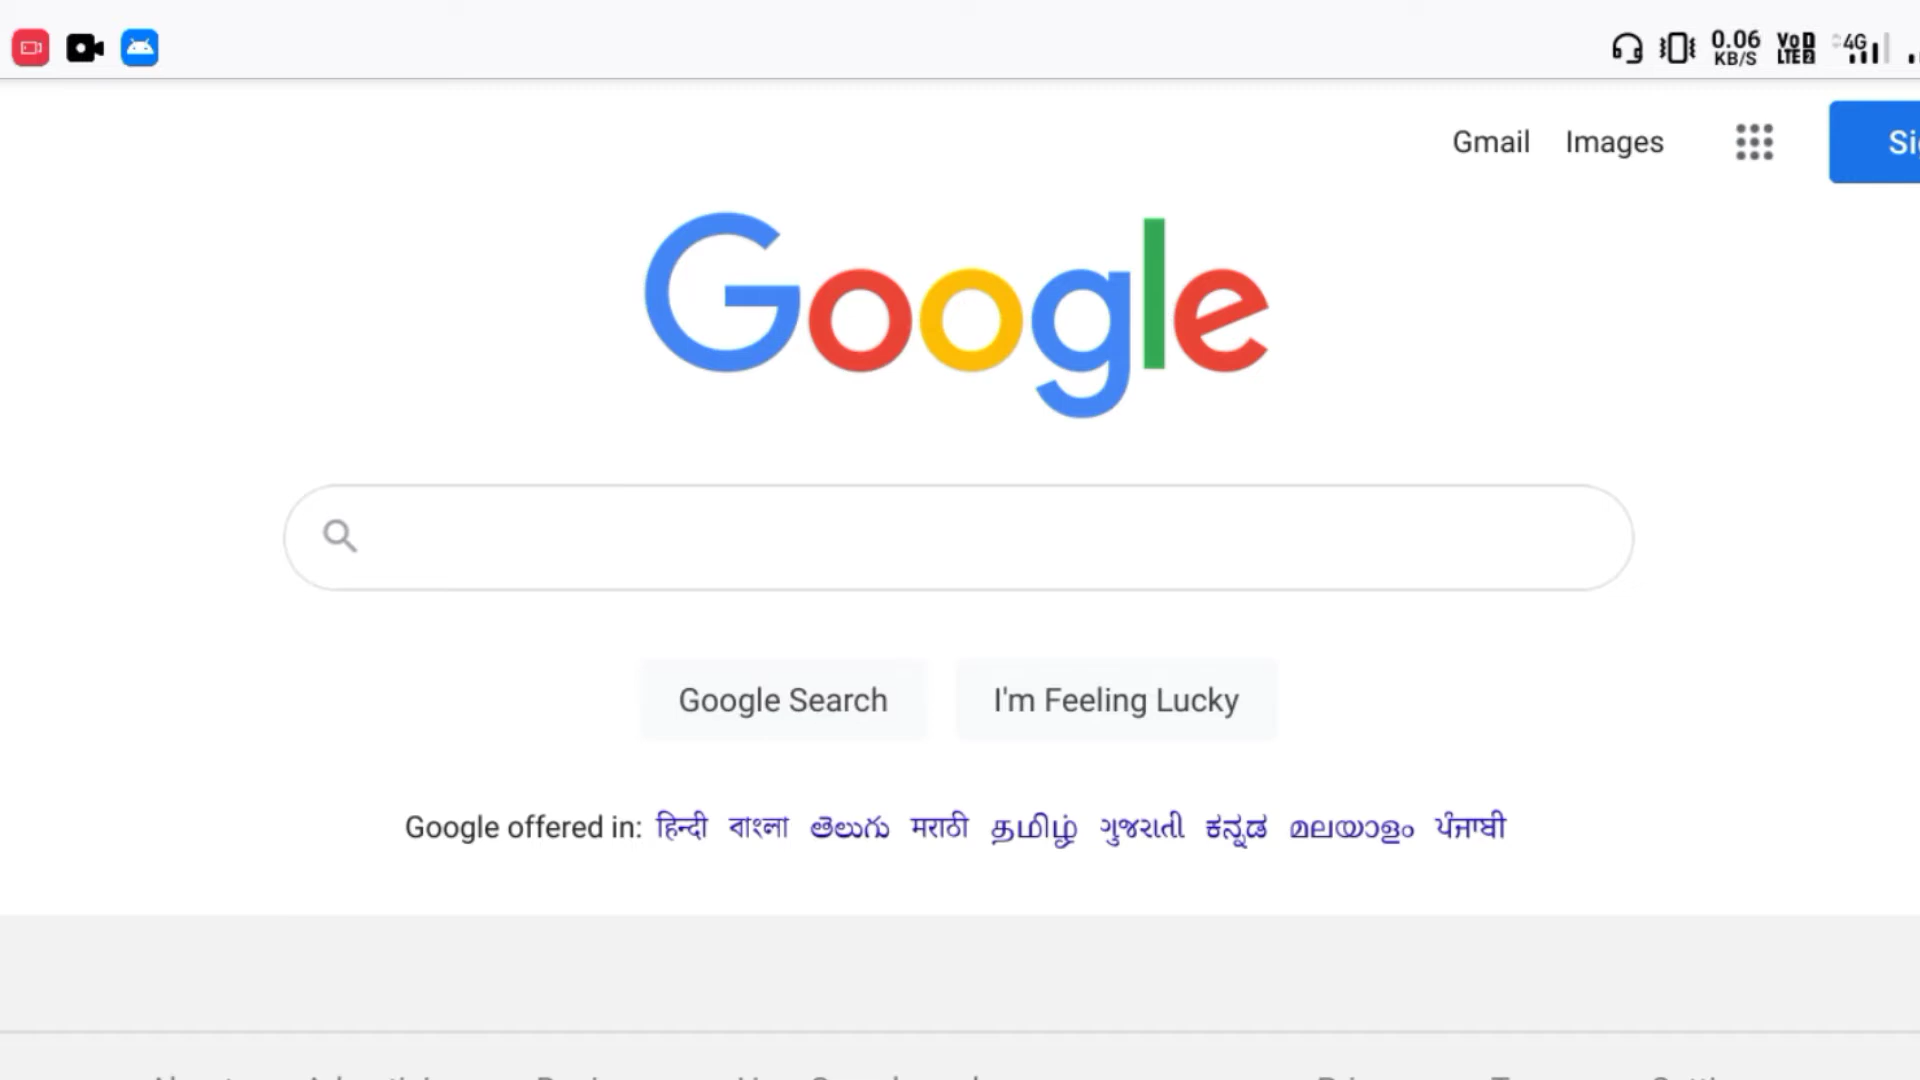 0.06 KB/S VoD LTE2 4G
Gmail Images
Google
Google Search I'm Feeling Lucky
Google offered in: हिन्दी বাংলা తెలుగు मराठी தமிழ் ગુજરાતી ಕನ್ನಡ മലയാളം ਪੰਜਾਬੀ